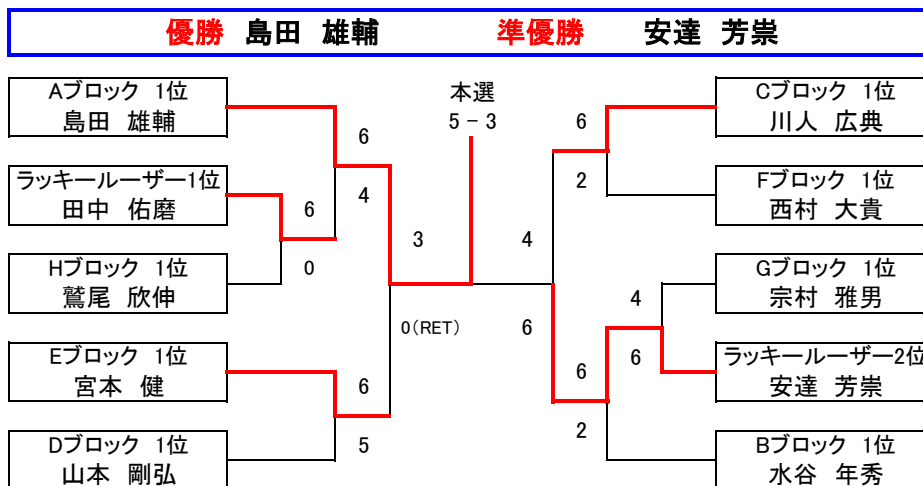 優勝 島田 雄輔 準優勝 安達 芳崇
Aブロック 1位
島田 雄輔
ラッキールーザー1位
田中 佑磨
Hブロック 1位
鷲尾 欣伸
Eブロック 1位
宮本 健
Dブロック 1位
山本 剛弘
6
4
6
0
3
0(RET)
6
5
本選
5 - 3
6
2
4
6
4
6
6
2
Cブロック 1位
川人 広典
Fブロック 1位
西村 大貴
Gブロック 1位
宗村 雅男
ラッキールーザー2位
安達 芳崇
Bブロック 1位
水谷 年秀